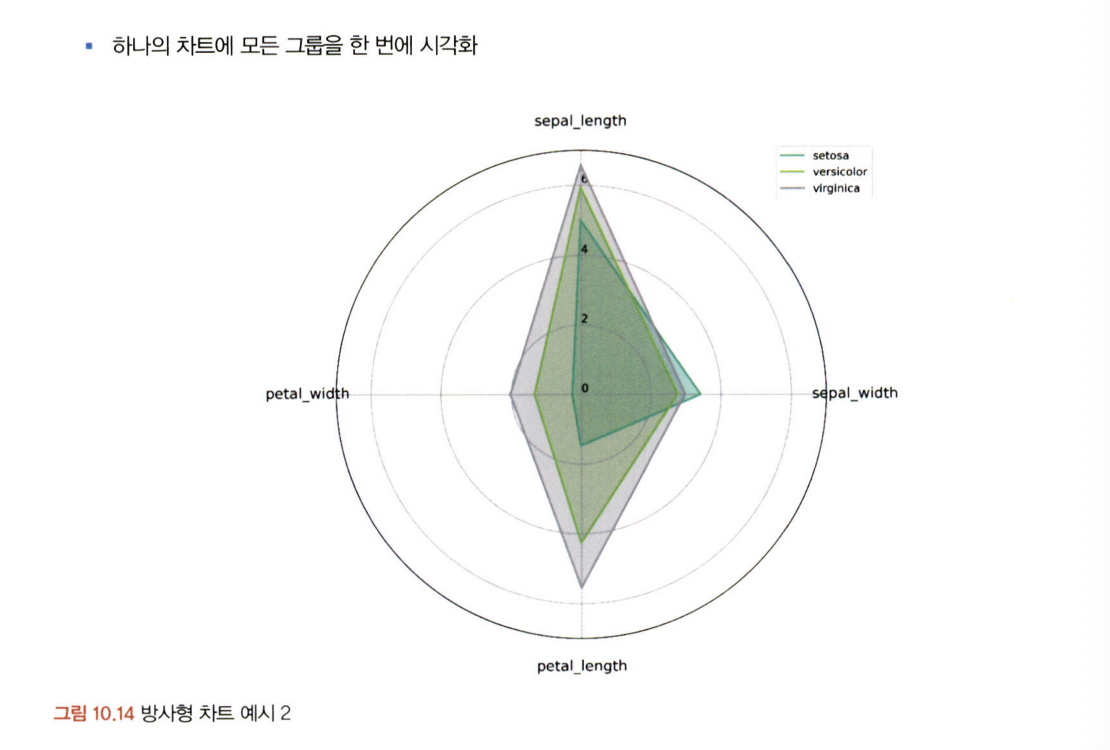 ▪ 하나의 차트에 모든 그룹을 한 번에 시각화
sepal_length
setosa
versicolor
virginica
6
4
2
0
petal_width
sepal_width
petal_length
그림 10.14 방사형 차트 예시 2